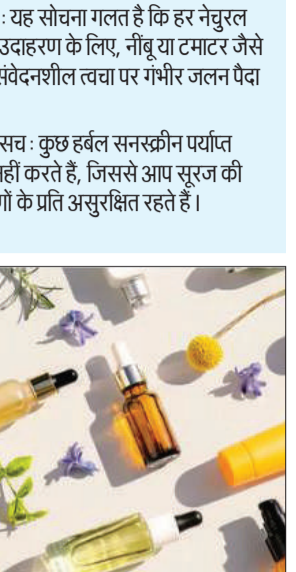 : यह सोचना गलत है कि हर नेचुरल
उदाहरण के लिए, नींबू या टमाटर जैसे
संवेदनशील त्वचा पर गंभीर जलन पैदा
सच : कुछ हर्बल सनस्क्रीन पर्याप्त
नहीं करते हैं, जिससे आप सूरज की
के प्रति असुरक्षित रहते हैं ।